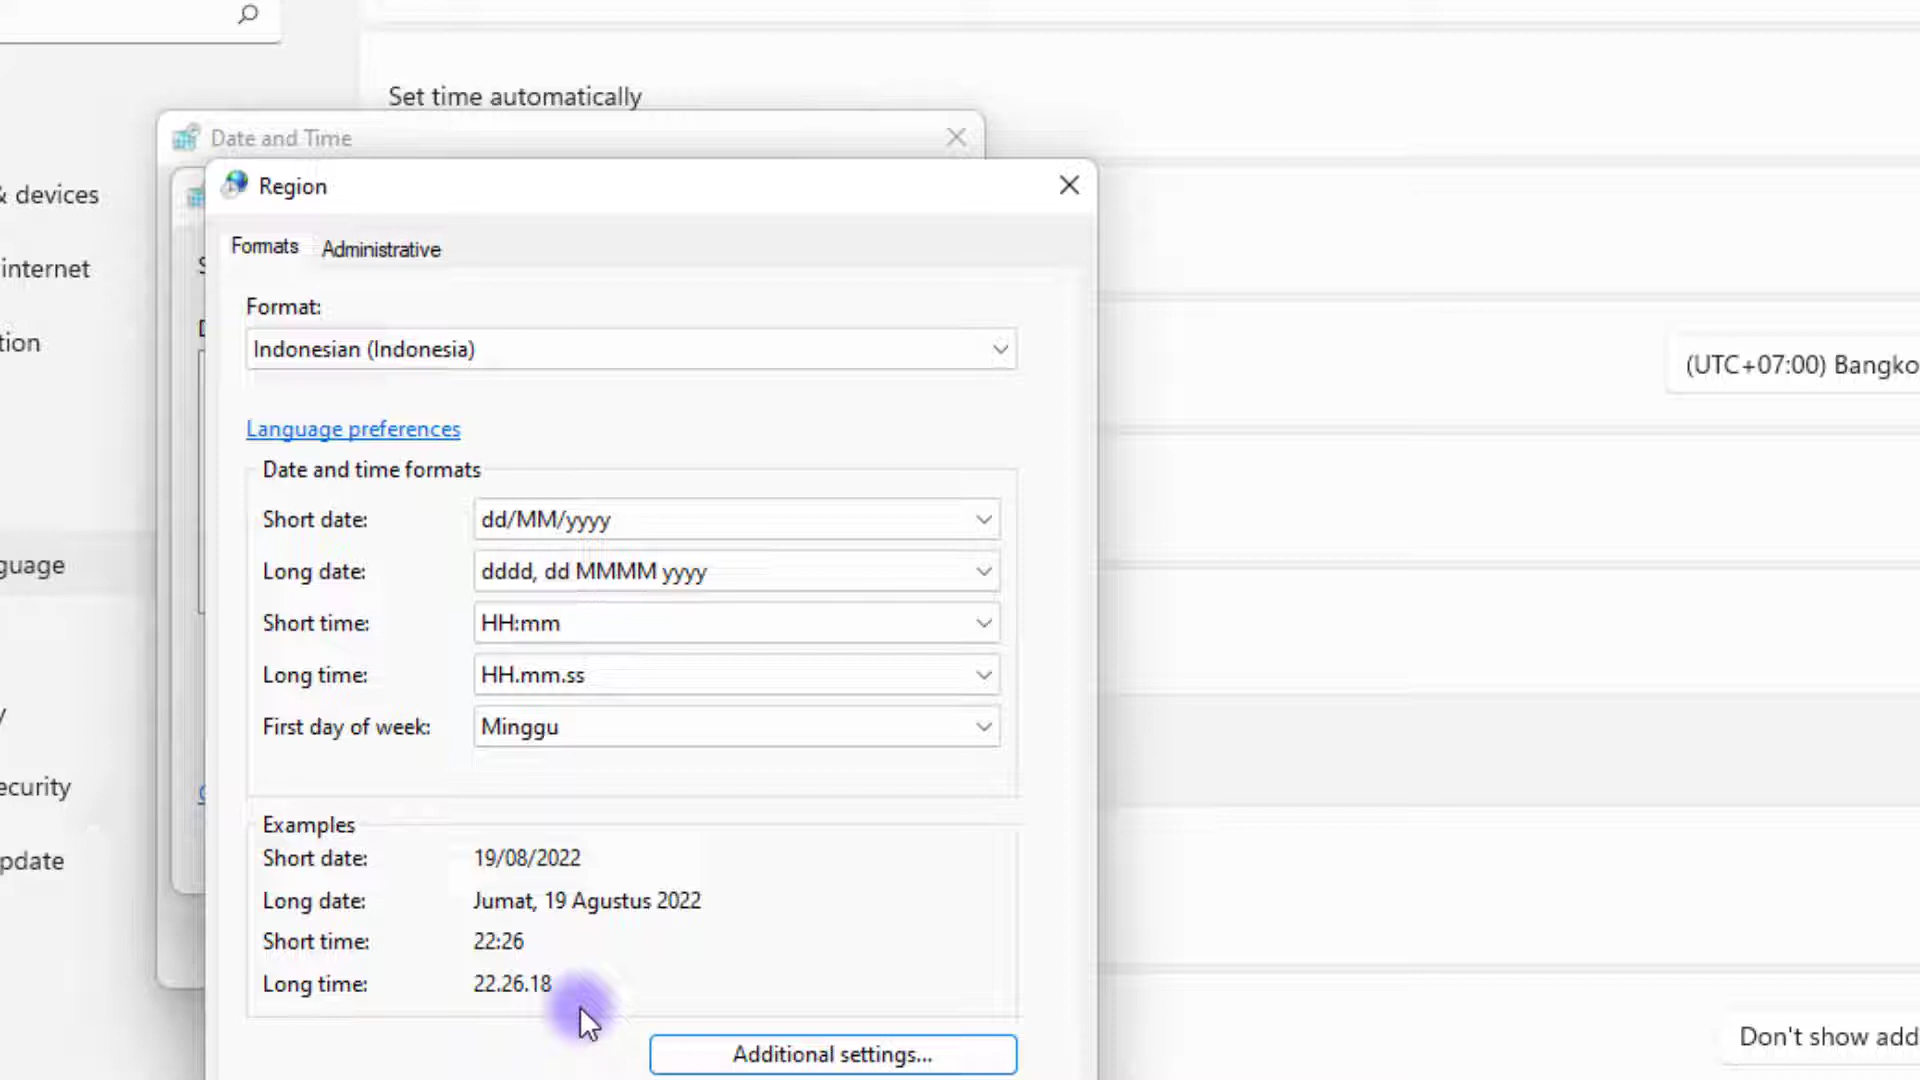 Set time automatically
Date and Time
Region
& devices
internet
tion
guage
ecurity
pdate
Formats
Administrative
Format:
Indonesian (Indonesia)
(UTC+07:00) Bangko
Language preferences
Date and time formats
Short date:
dd/MM/yyyy
Long date:
dddd, dd MMMM yyyy
Short time:
HH:mm
Long time:
HH.mm.ss
First day of week:
Minggu
Examples
Short date:
19/08/2022
Long date:
Jumat, 19 Agustus 2022
Short time:
22:26
Long time:
22.26.18
Additional settings...
Don't show add